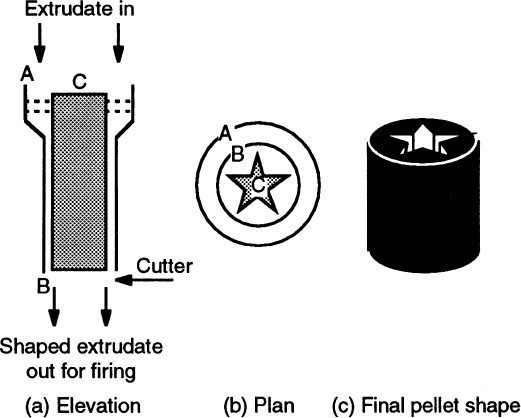 Extrudate in
A
C
A
B
C
B
Cutter
Shaped extrudate
out for firing
(a) Elevation
(b) Plan
(c) Final pellet shape